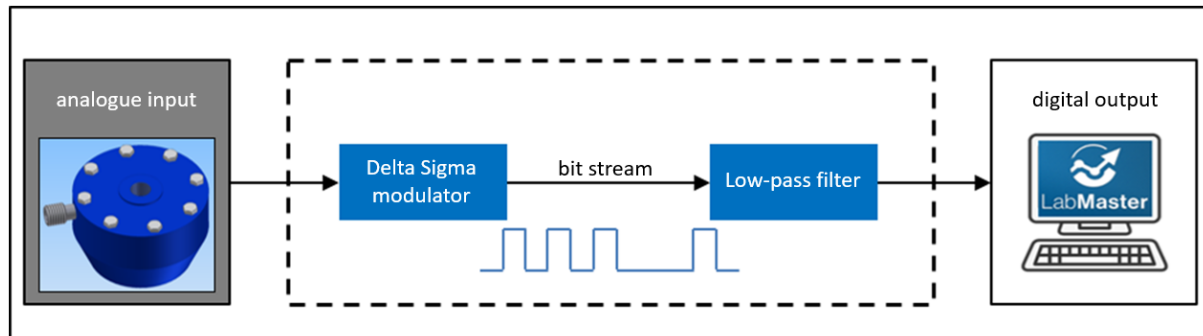 analogue input
Delta Sigma
modulator
bit stream
Low-pass filter
digital output
LabMaster